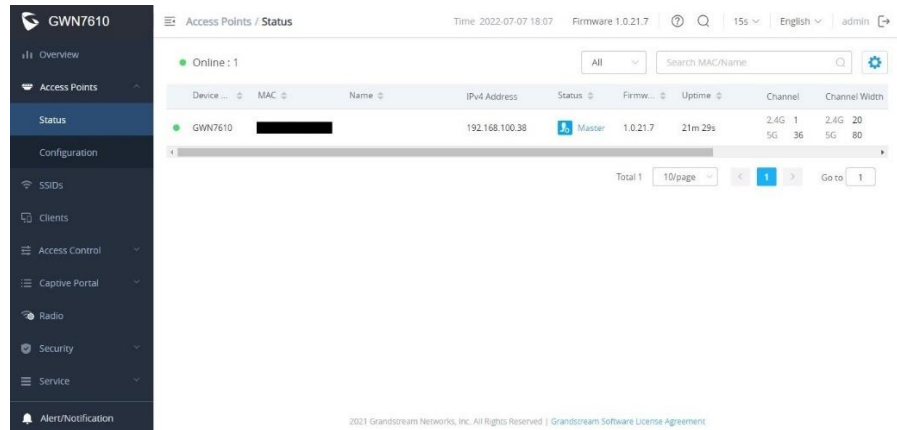 GWN7610
Access Points / Status
Time 2022-07-07 18:07
Firmware 1.0.21.7
15s
English
admin
Overview
Access Points
Status
Configuration
SSIDs
Clients
Access Control
Captive Portal
Radio
Security
Service
Alert/Notification
Online : 1
All
Search MAC/Name
Device ... MAC Name IPv4 Address Status Firmw... Uptime Channel Channel Width
GWN7610 192.168.100.38 Master 1.0.21.7 21m 29s 2.4G 1 2.4G 20
5G 36 5G 80
Total 1 10/page < 1 > Go to 1
2021 Grandstream Networks, Inc. All Rights Reserved | Grandstream Software License Agreement